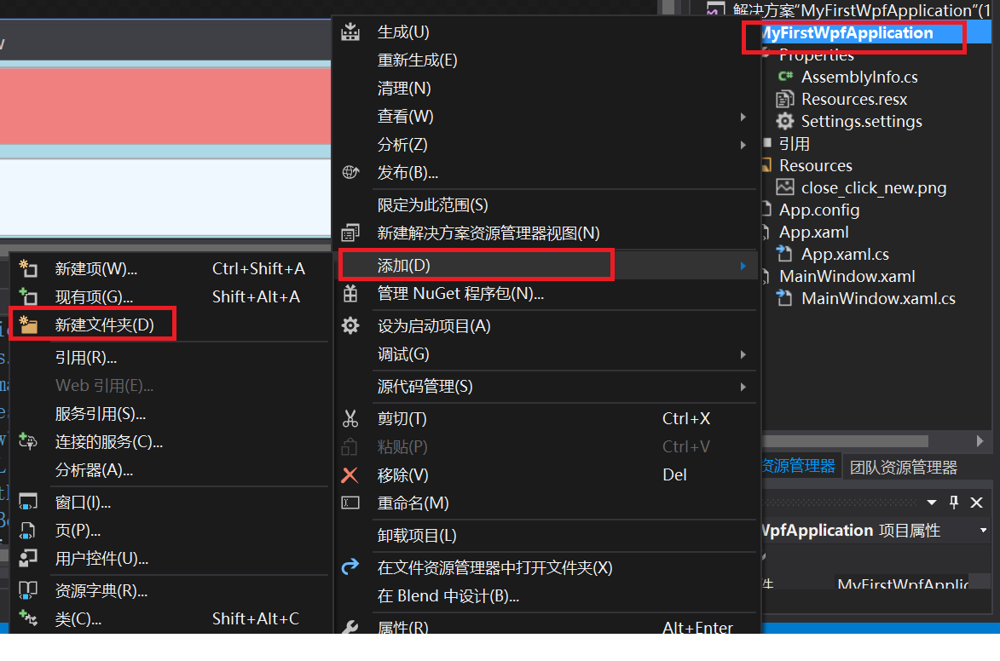 解决方案“MyFirstWpfApplication”(1
MyFirstWpfApplication
Properties
AssemblyInfo.cs
Resources.resx
Settings.settings
引用
Resources
close_click_new.png
App.config
App.xaml
App.xaml.cs
MainWindow.xaml
MainWindow.xaml.cs
资源管理器 团队资源管理器
WpfApplication 项目属性
件 MyFirstWpfApplic
生成(U)
重新生成(E)
清理(N)
查看(W)
分析(Z)
发布(B)...
限定为此范围(S)
新建解决方案资源管理器视图(N)
添加(D)
管理 NuGet 程序包(N)...
设为启动项目(A)
调试(G)
源代码管理(S)
剪切(T) Ctrl+X
粘贴(P) Ctrl+V
移除(V) Del
重命名(M)
卸载项目(L)
在文件资源管理器中打开文件夹(X)
在 Blend 中设计(B)...
属性(R) Alt+Enter
新建项(W)... Ctrl+Shift+A
现有项(G)... Shift+Alt+A
新建文件夹(D)
引用(R)...
Web 引用(E)...
服务引用(S)...
连接的服务(C)...
分析器(A)...
窗口(I)...
页(P)...
用户控件(U)...
资源字典(R)...
类(C)... Shift+Alt+C